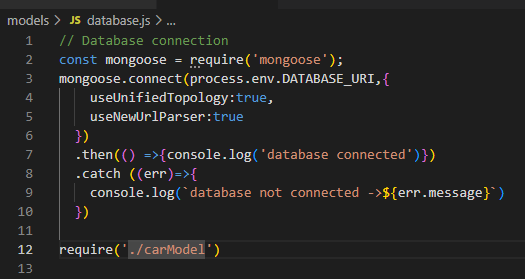 models > JS database.js > ...
1 // Database connection
2 const mongoose = require('mongoose');
3 mongoose.connect(process.env.DATABASE_URI,{
4     useUnifiedTopology:true,
5     useNewUrlParser:true
6 })
7 .then(() =>{console.log('database connected')})
8 .catch ((err)=>{
9     console.log(`database not connected ->${err.message}`)
10 })
11
12 require('./carModel')
13